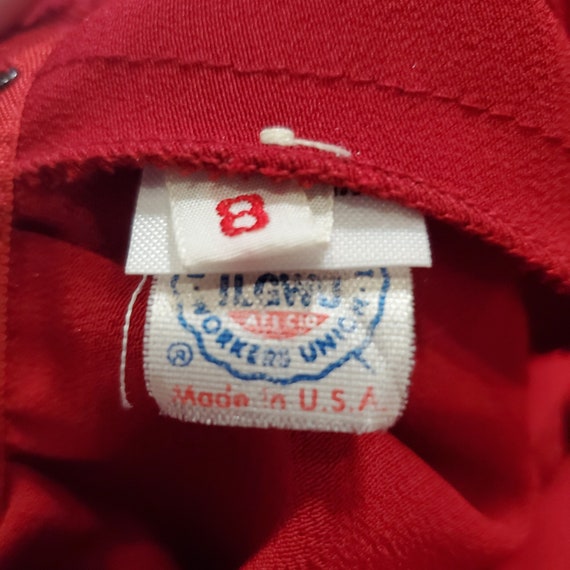 8
ILGWU
AFL CIO
WORKERS UNION
®
Made in U.S.A.